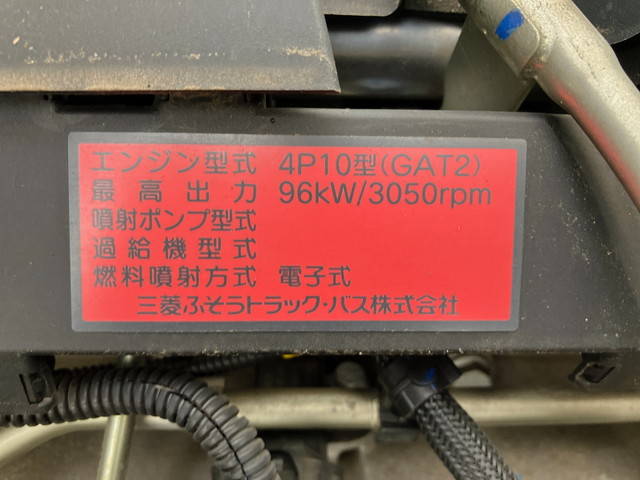 エンジン型式 4P10型(GAT2)
最高出力 96kW/3050rpm
噴射ポンプ型式
過給機型式
燃料噴射方式 電子式
三菱ふそうトラック・バス株式会社